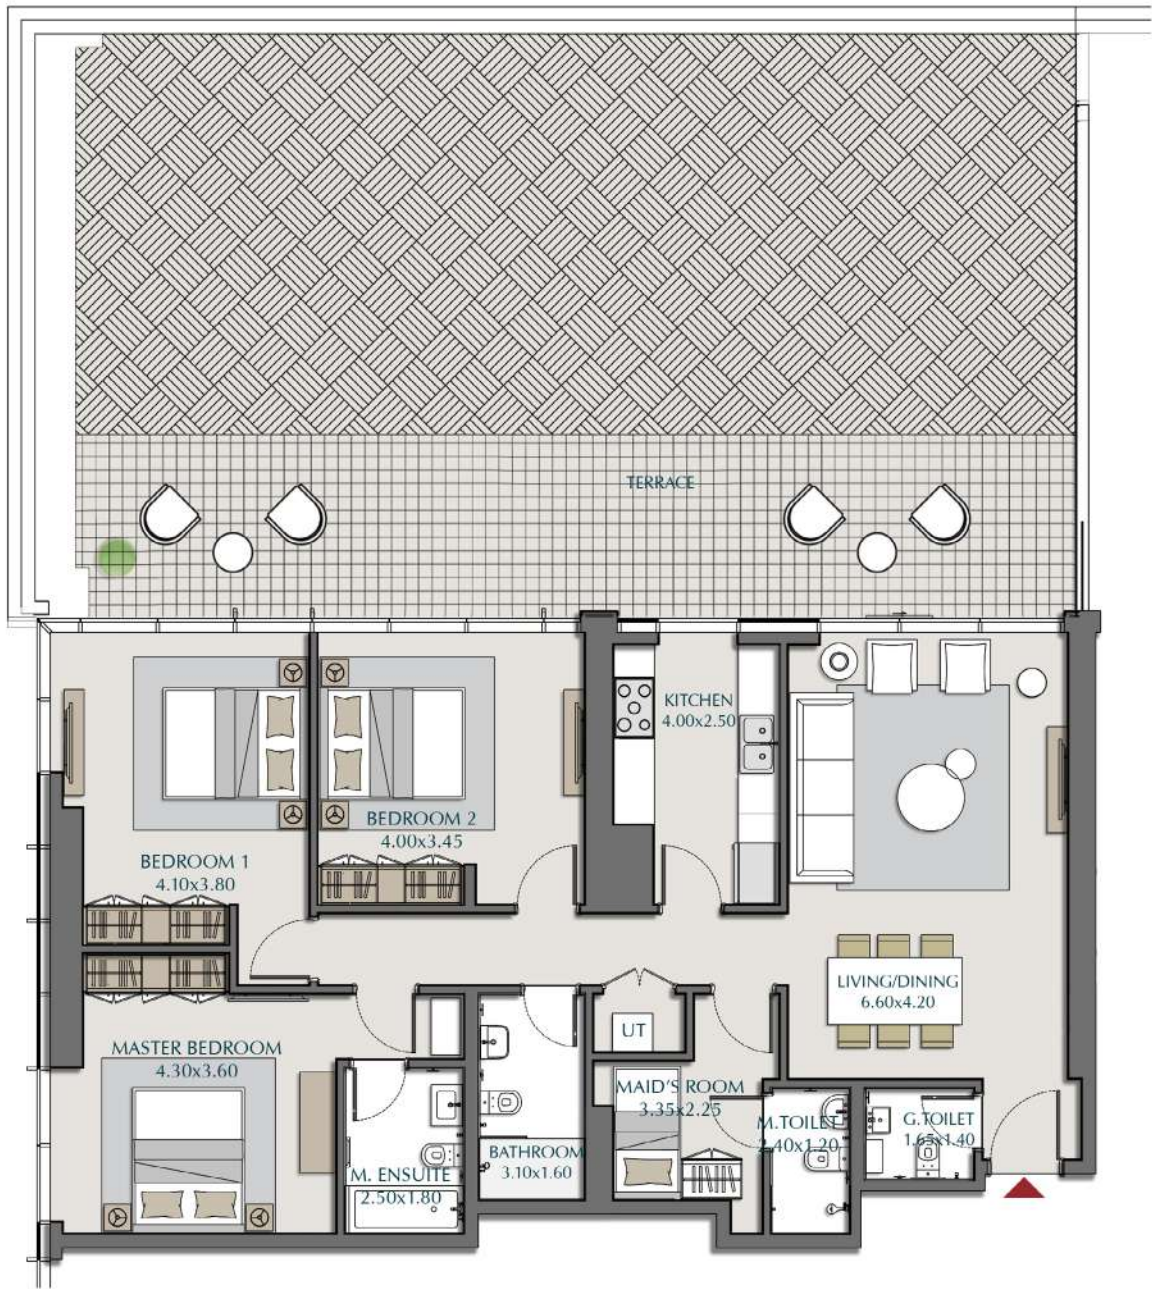 TERRACE
KITCHEN
4.00x2.50
BEDROOM 2
4.00x3.45
BEDROOM 1
4.10x3.80
LIVING/DINING
6.60x4.20
UT
MASTER BEDROOM
4.30x3.60
MAID'S ROOM
3.35x2.25
M.TOILET
2.40x1.20
G.TOILET
1.65x1.40
BATHROOM
3.10x1.60
M. ENSUITE
2.50x1.80